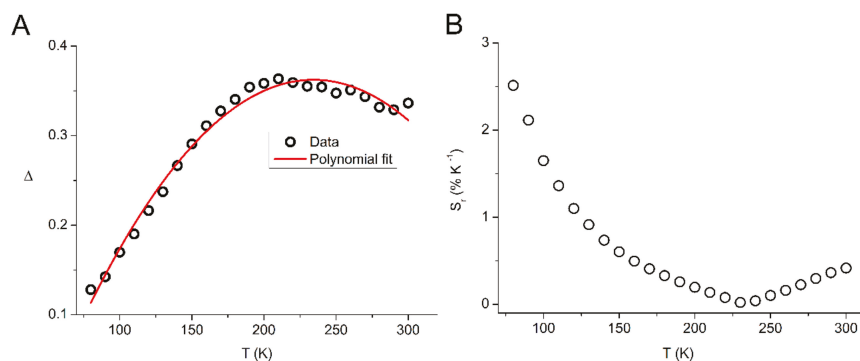 A
0.4
0.3
0.2
0.1
Δ
Data
Polynomial fit
100
150
200
250
300
T (K)
B
3
2
1
0
Sᵣ (% K⁻¹)
100
150
200
250
300
T (K)